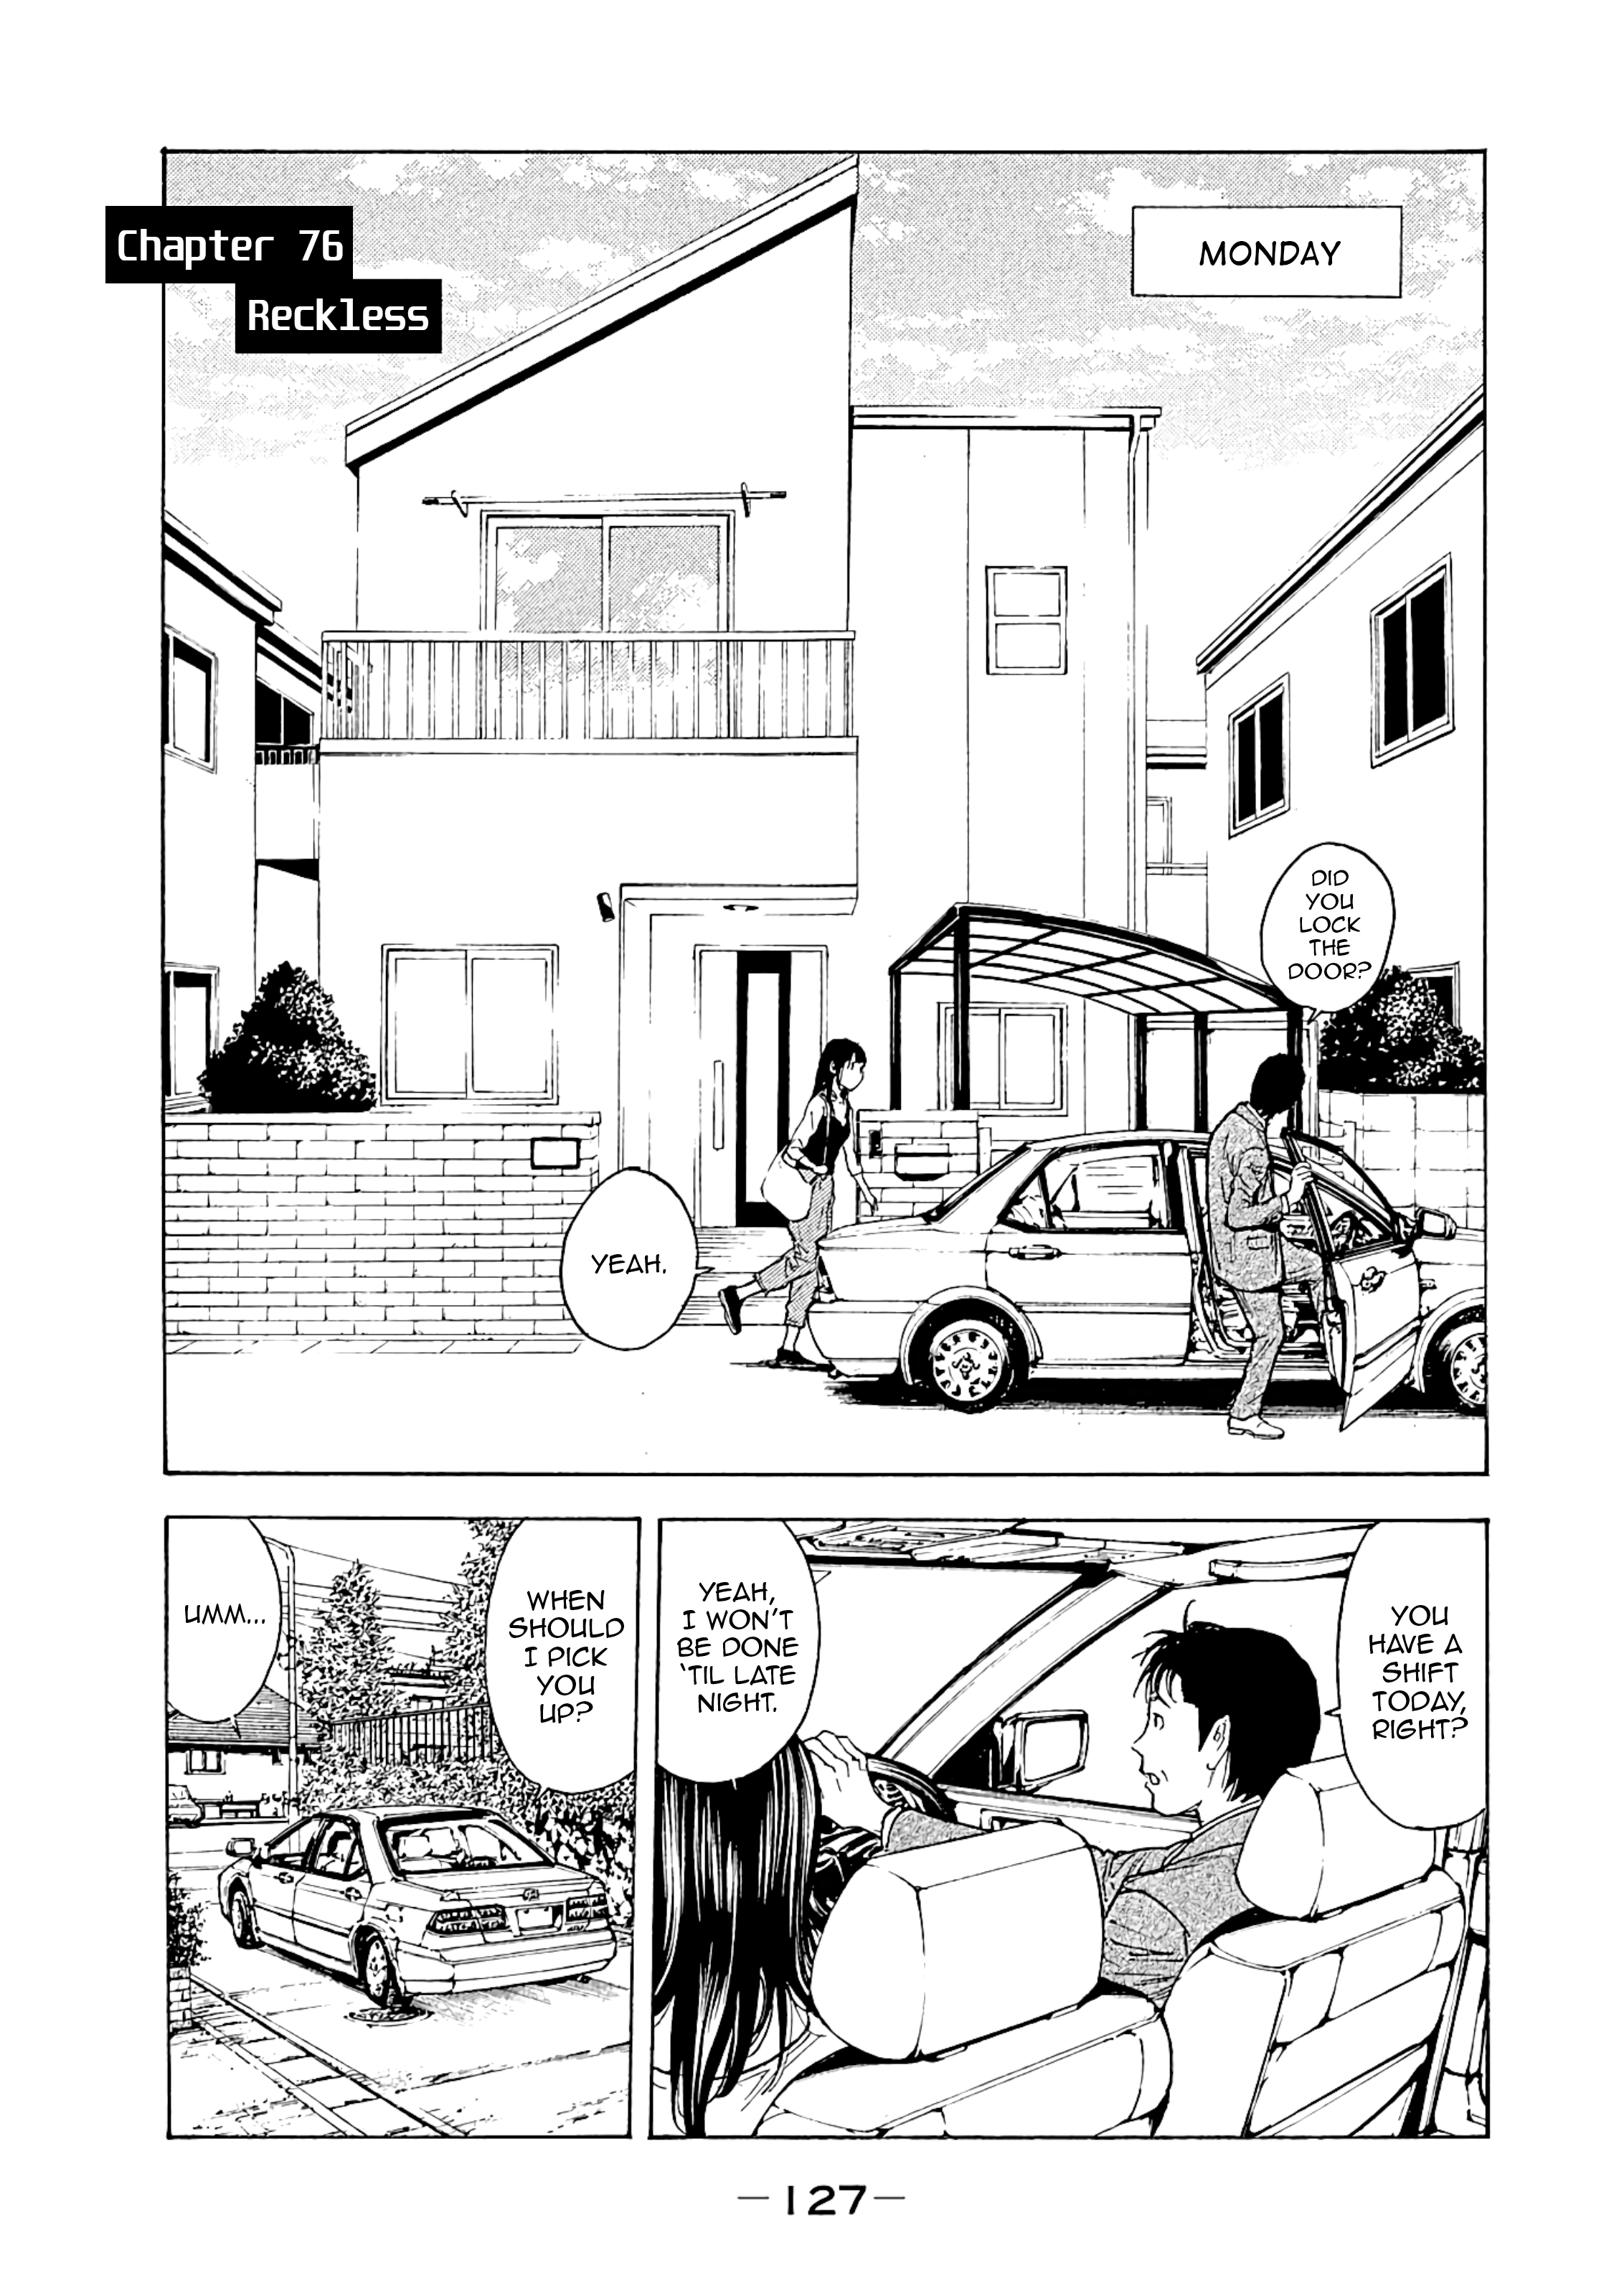 Chapter 76
Reckless
MONDAY
DID
YOU
LOCK
THE
DOOR?
YEAH.
YOU
HAVE A
SHIFT
TODAY,
RIGHT?
YEAH,
I WON'T
BE DONE
'TIL LATE
NIGHT.
WHEN
SHOULD
I PICK
YOU
UP?
UMM...
—127—